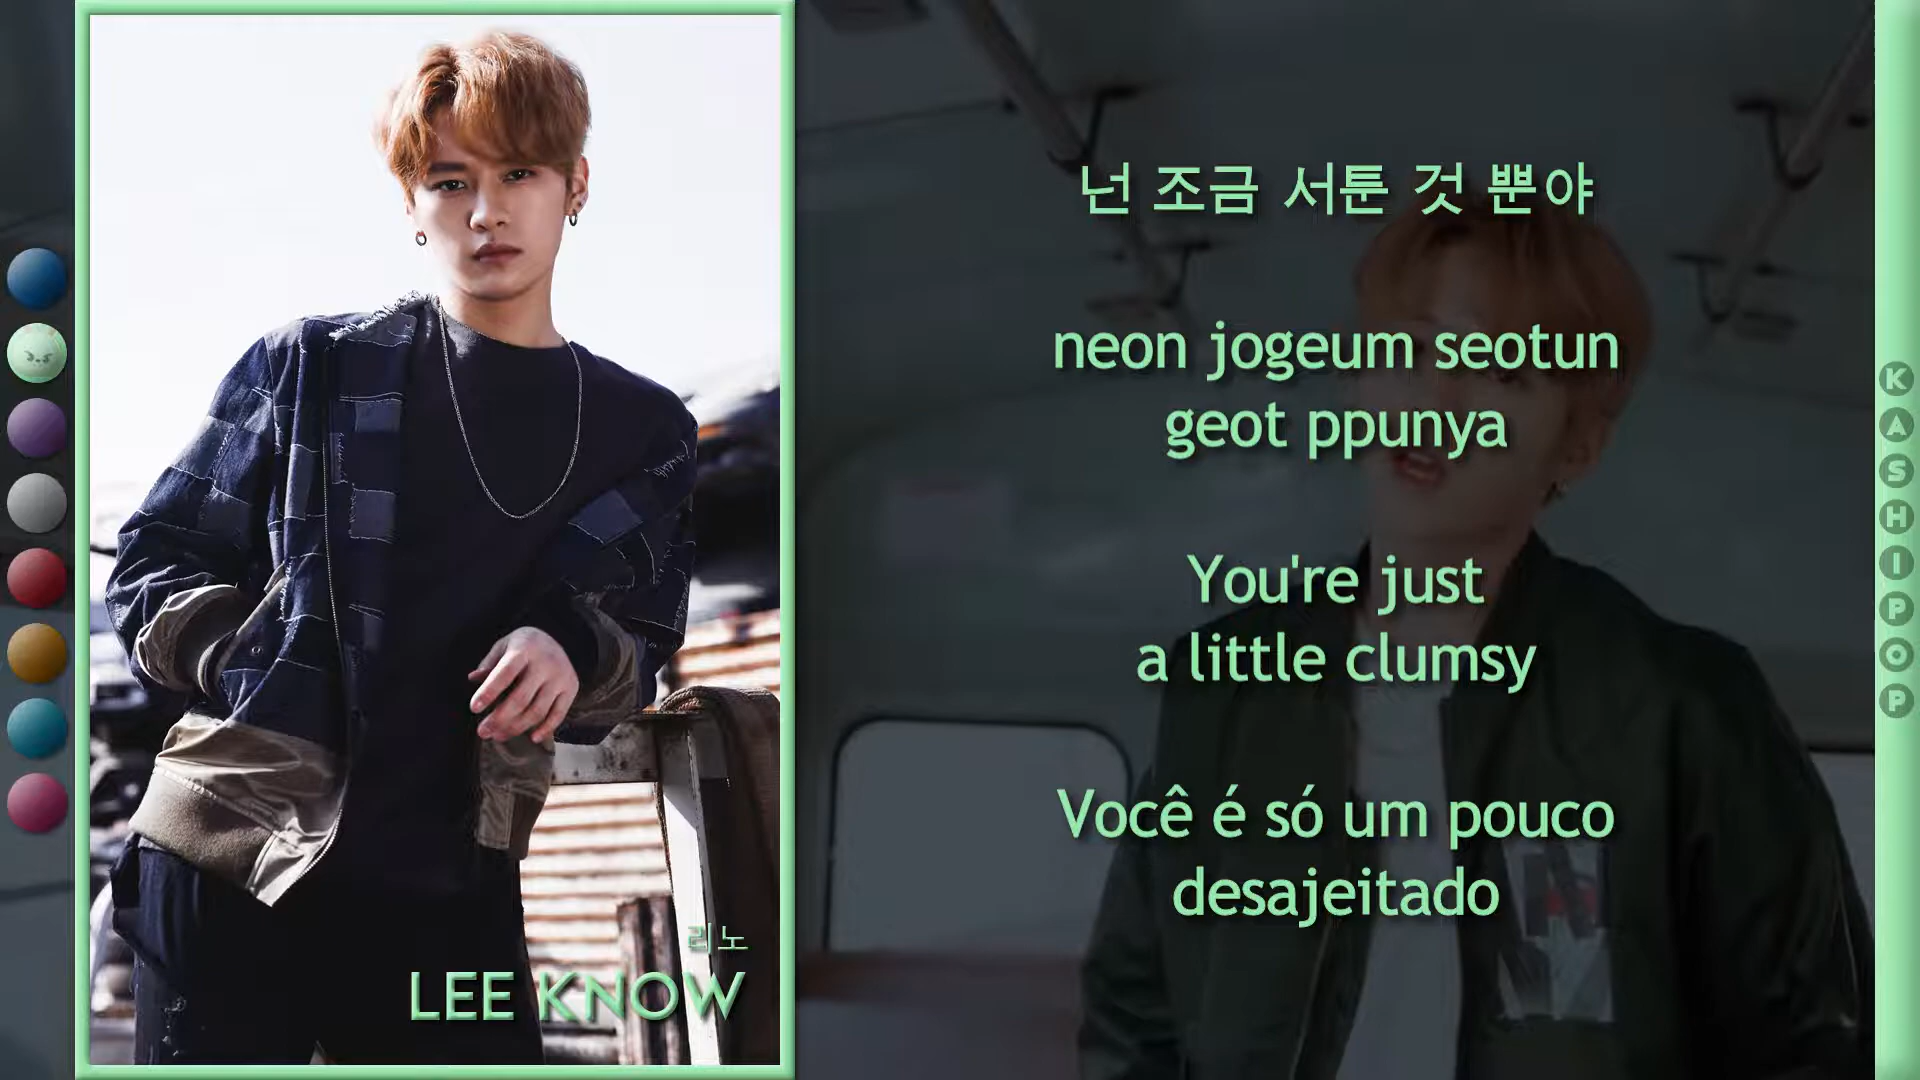 리노
LEE KNOW
넌 조금 서툰 것 뿐야
neon jogeum seotun
geot ppunya
You're just
a little clumsy
Você é só um pouco
desajeitado
KASHIPOP